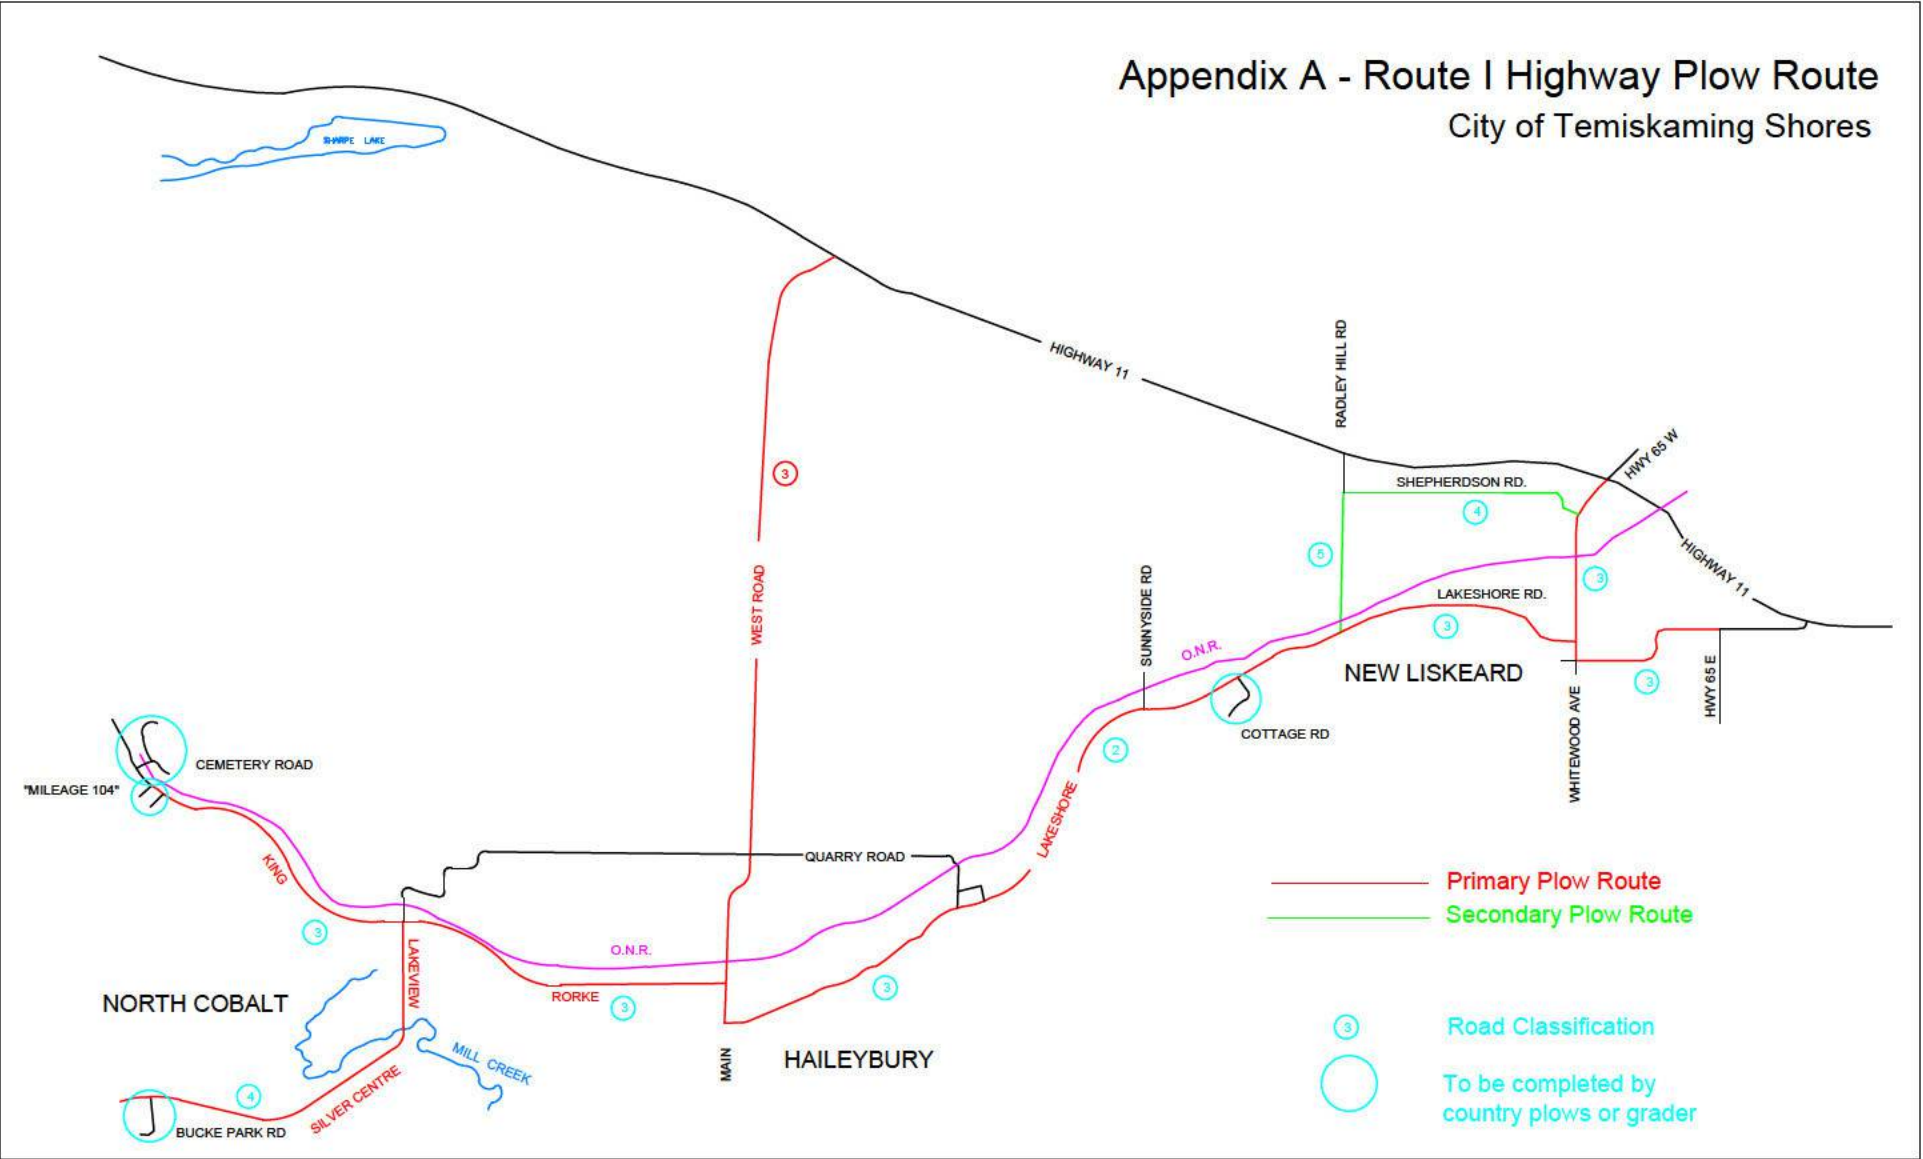 Appendix A - Route I Highway Plow Route
City of Temiskaming Shores
SHARPE LAKE
HIGHWAY 11
RADLEY HILL RD
HWY 65 W
SHEPHERDSON RD.
3
4
5
HIGHWAY 11
3
WEST ROAD
SUNNYSIDE RD
LAKESHORE RD.
3
O.N.R.
NEW LISKEARD
3
HWY 65 E
WHITEWOOD AVE
COTTAGE RD
2
CEMETERY ROAD
"MILEAGE 104"
LAKESHORE
QUARRY ROAD
KING
Primary Plow Route
Secondary Plow Route
3
LAKEVIEW
O.N.R.
RORKE
3
3
NORTH COBALT
MILL CREEK
MAIN
HAILEYBURY
3
Road Classification
4
SILVER CENTRE
BUCKE PARK RD
To be completed by
country plows or grader